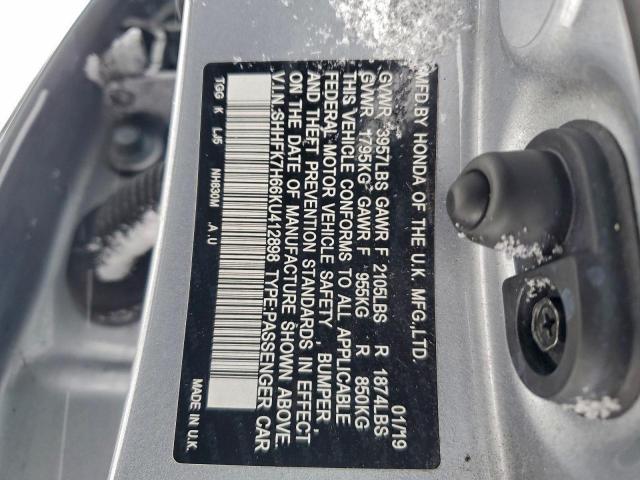 MFD.BY HONDA OF THE U.K. MFG.,LTD. 01/19
GVWR 3957LBS GAWR F 2105LBS R 1874LBS
GVWR 1795KG GAWR F 955KG R 850KG
THIS VEHICLE CONFORMS TO ALL APPLICABLE
FEDERAL MOTOR VEHICLE SAFETY, BUMPER,
AND THEFT PREVENTION STANDARDS IN EFFECT
ON THE DATE OF MANUFACTURE SHOWN ABOVE.
V.I.N.:SHHFK7H66KU412898 TYPE:PASSENGER CAR
TGG K LJ5 NH830M .A.U MADE IN U.K.